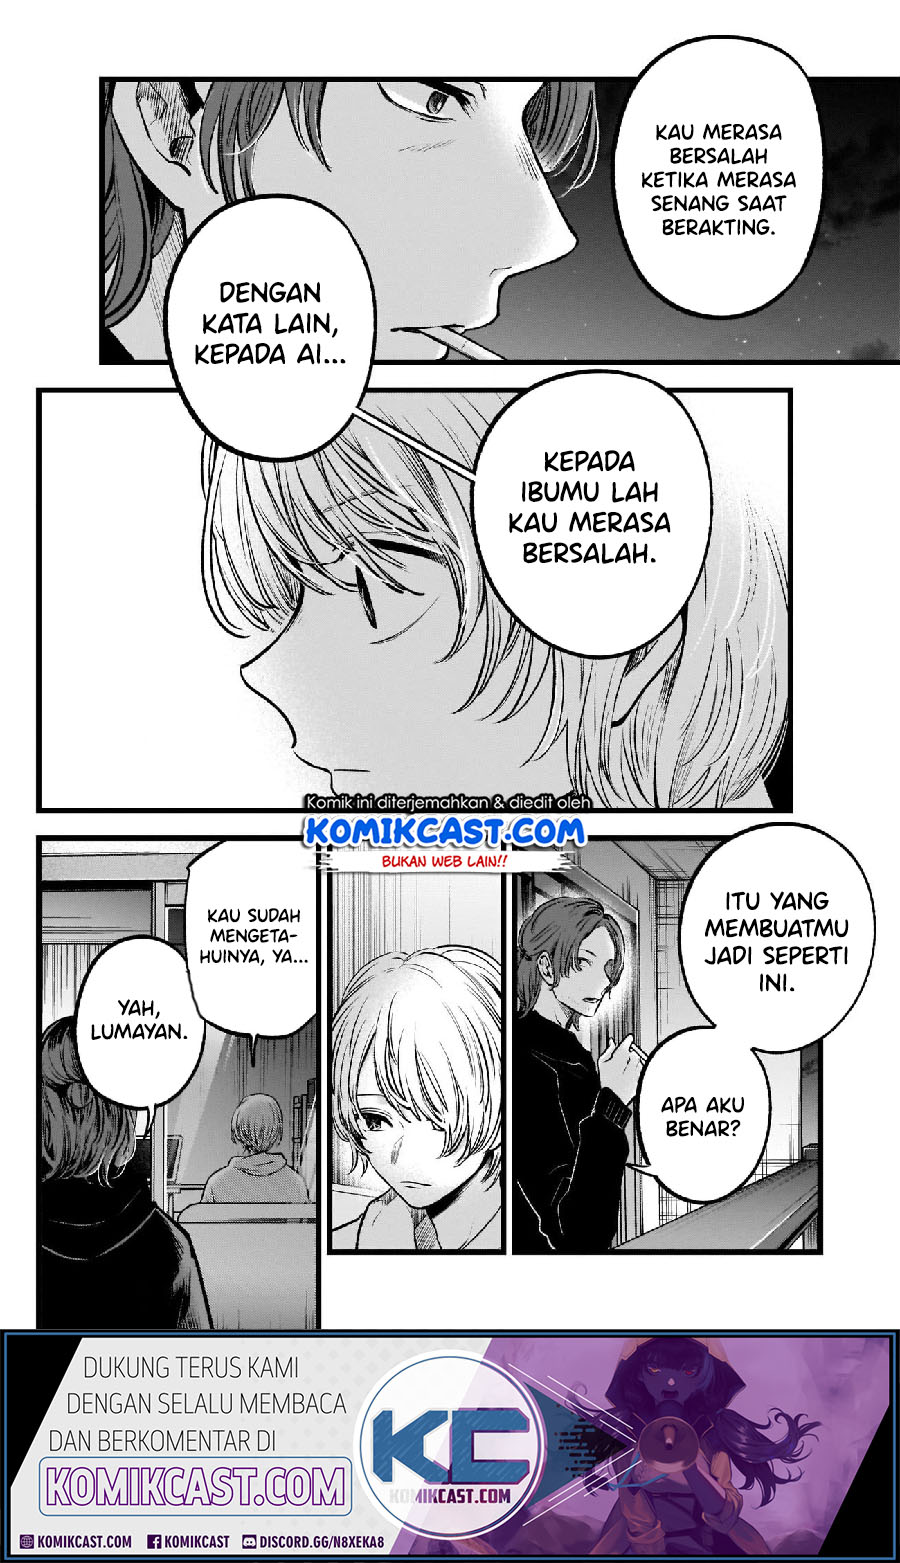 KAU MERASA
BERSALAH
KETIKA MERASA
SENANG SAAT
BERAKTING.
DENGAN
KATA LAIN,
KEPADA AI...
KEPADA
IBUMU LAH
KAU MERASA
BERSALAH.
Komik ini diterjemahkan & diedit oleh
KOMIKCAST.COM
BUKAN WEB LAIN!!
ITU YANG
MEMBUATMU
JADI SEPERTI
INI.
APA AKU
BENAR?
KAU SUDAH
MENGETA-
HUINYA, YA...
YAH,
LUMAYAN.
DUKUNG TERUS KAMI
DENGAN SELALU MEMBACA
DAN BERKOMENTAR DI
KOMIKCAST.COM
KOMIKCAST.COM
KOMIKCAST
DISCORD.GG/N8XEKA8
KC
KOMIKCAST.COM